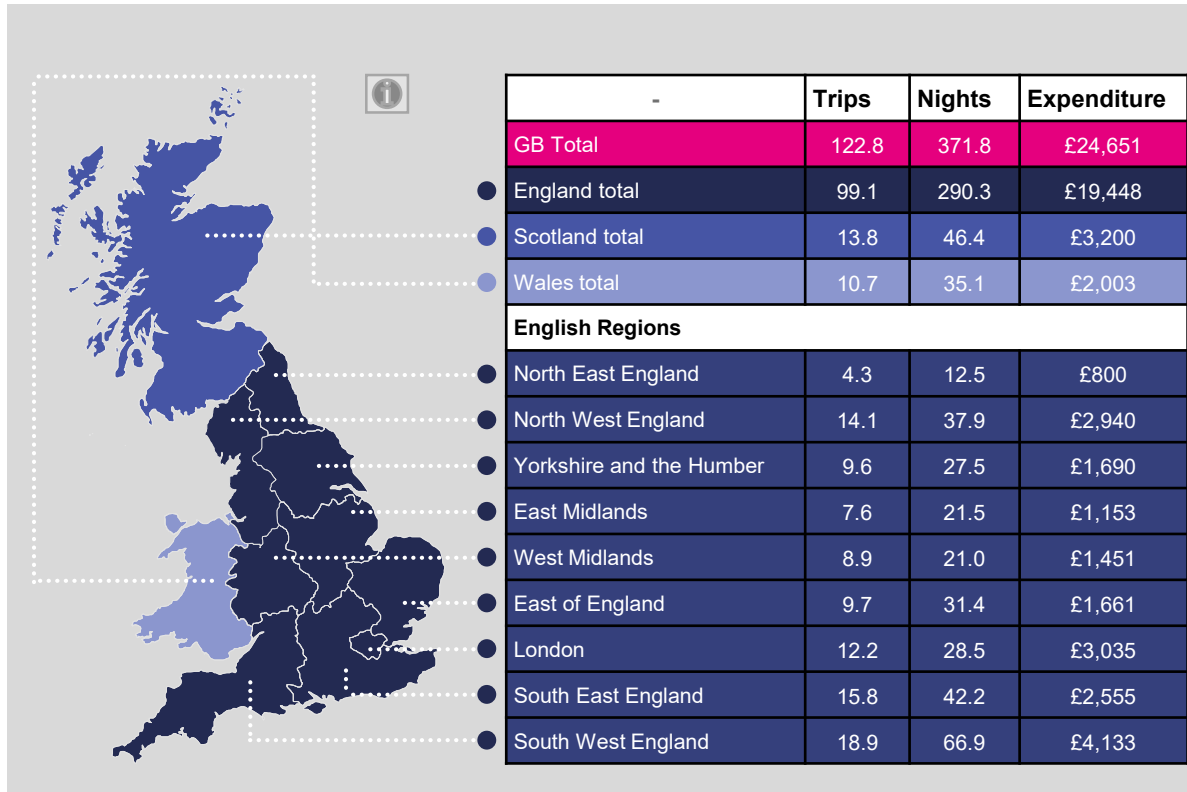 - Trips Nights Expenditure
GB Total 122.8 371.8 £24,651
England total 99.1 290.3 £19,448
Scotland total 13.8 46.4 £3,200
Wales total 10.7 35.1 £2,003
English Regions
North East England 4.3 12.5 £800
North West England 14.1 37.9 £2,940
Yorkshire and the Humber 9.6 27.5 £1,690
East Midlands 7.6 21.5 £1,153
West Midlands 8.9 21.0 £1,451
East of England 9.7 31.4 £1,661
London 12.2 28.5 £3,035
South East England 15.8 42.2 £2,555
South West England 18.9 66.9 £4,133